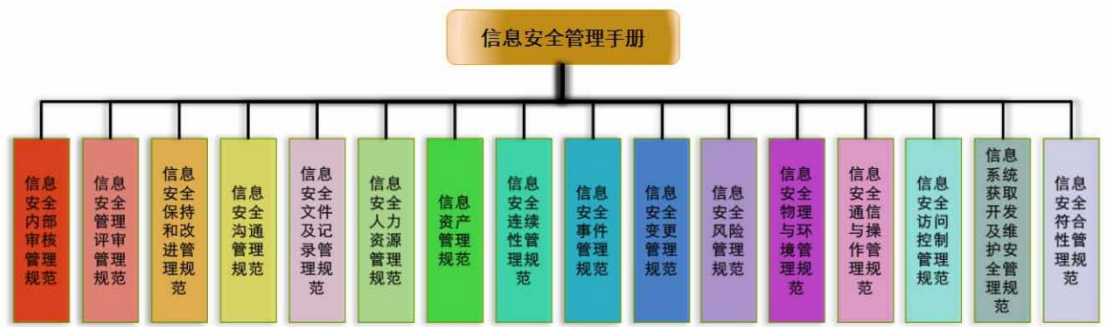 信息安全管理手册
信息安全内部审核管理规范
信息安全管理评审管理规范
信息安全保持和改进管理规范
信息安全沟通管理规范
信息安全文件及记录管理规范
信息安全人力资源管理规范
信息资产管理规范
信息安全连续性管理规范
信息安全事件管理规范
信息安全变更管理规范
信息安全风险管理规范
信息安全物理与环境管理规范
信息安全通信与操作管理规范
信息安全访问控制管理规范
信息系统获取开发及维护安全管理规范
信息安全符合性管理规范